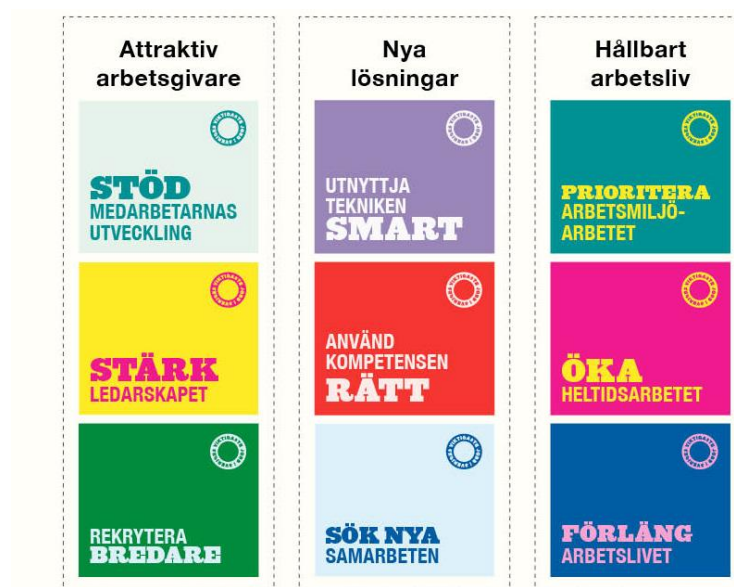 Attraktiv
arbetsgivare
STÖD
MEDARBETARNAS
UTVECKLING
STÄRK
LEDARSKAPET
REKRYTERA
BREDARE
Nya
lösningar
UTNYTTJA
TEKNIKEN
SMART
ANVÄND
KOMPETENSEN
RÄTT
SÖK NYA
SAMARBETEN
Hållbart
arbetsliv
PRIORITERA
ARBETSMILJÖ-
ARBETET
ÖKA
HELTIDSARBETET
FÖRLÄNG
ARBETSLIVET